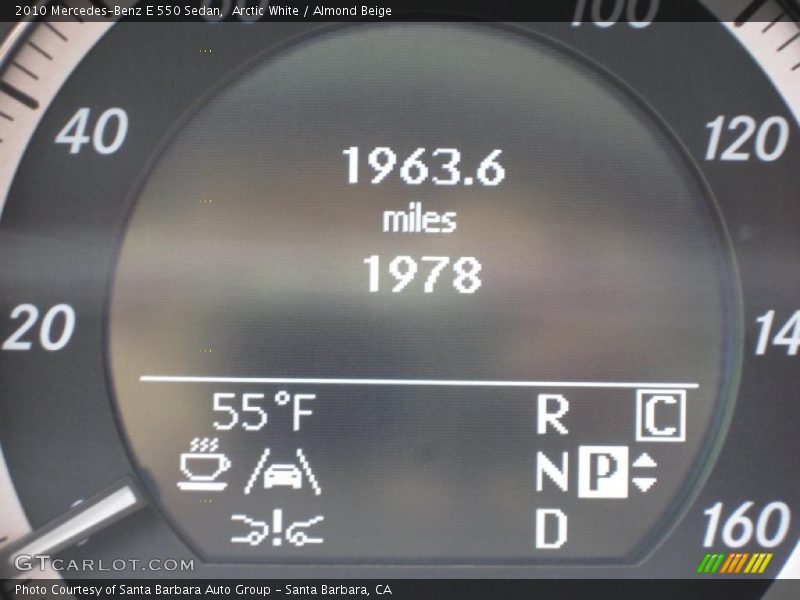 2010 Mercedes-Benz E 550 Sedan, Arctic White / Almond Beige
100
40
120
1963.6
miles
1978
20
14
55°F
R
C
N
P
D
160
GTCARLOT.COM
Photo Courtesy of Santa Barbara Auto Group - Santa Barbara, CA